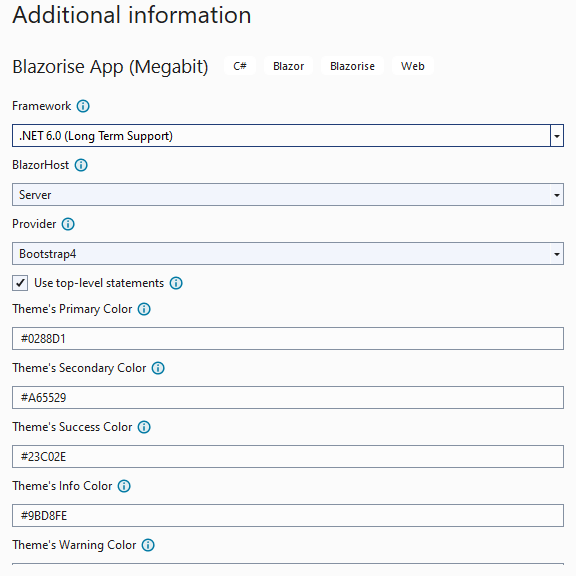 Additional information
Blazorise App (Megabit) C# Blazor Blazorise Web
Framework
.NET 6.0 (Long Term Support)
BlazorHost
Server
Provider
Bootstrap4
Use top-level statements
Theme's Primary Color
#0288D1
Theme's Secondary Color
#A65529
Theme's Success Color
#23C02E
Theme's Info Color
#9BD8FE
Theme's Warning Color